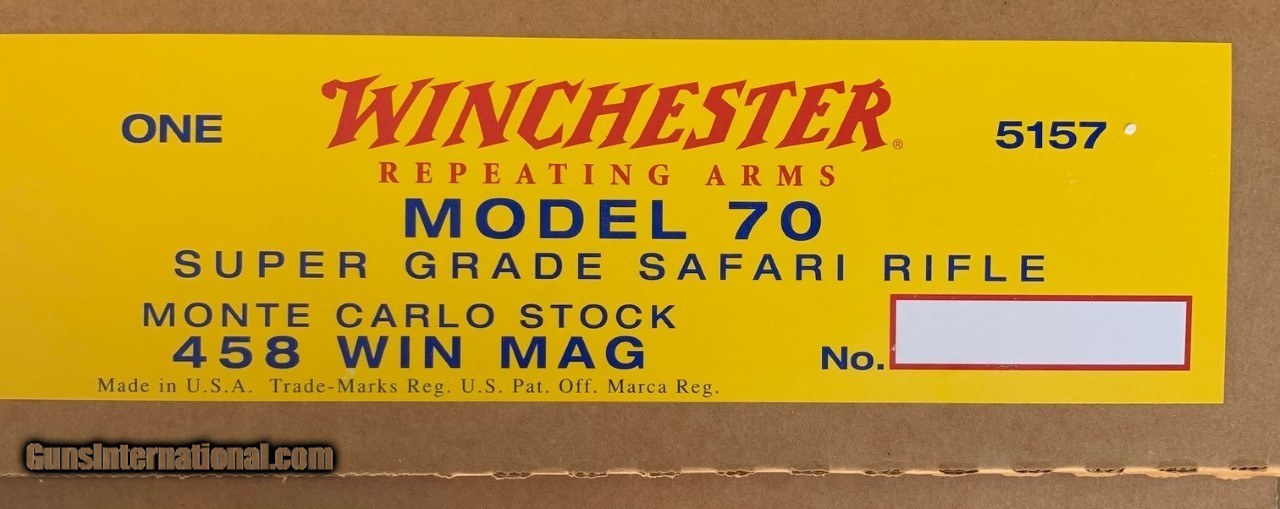 ONE WINCHESTER® 5157
REPEATING ARMS
MODEL 70
SUPER GRADE SAFARI RIFLE
MONTE CARLO STOCK
458 WIN MAG No.
Made in U.S.A. Trade-Marks Reg. U.S. Pat. Off. Marca Reg.
GunsInternational.com